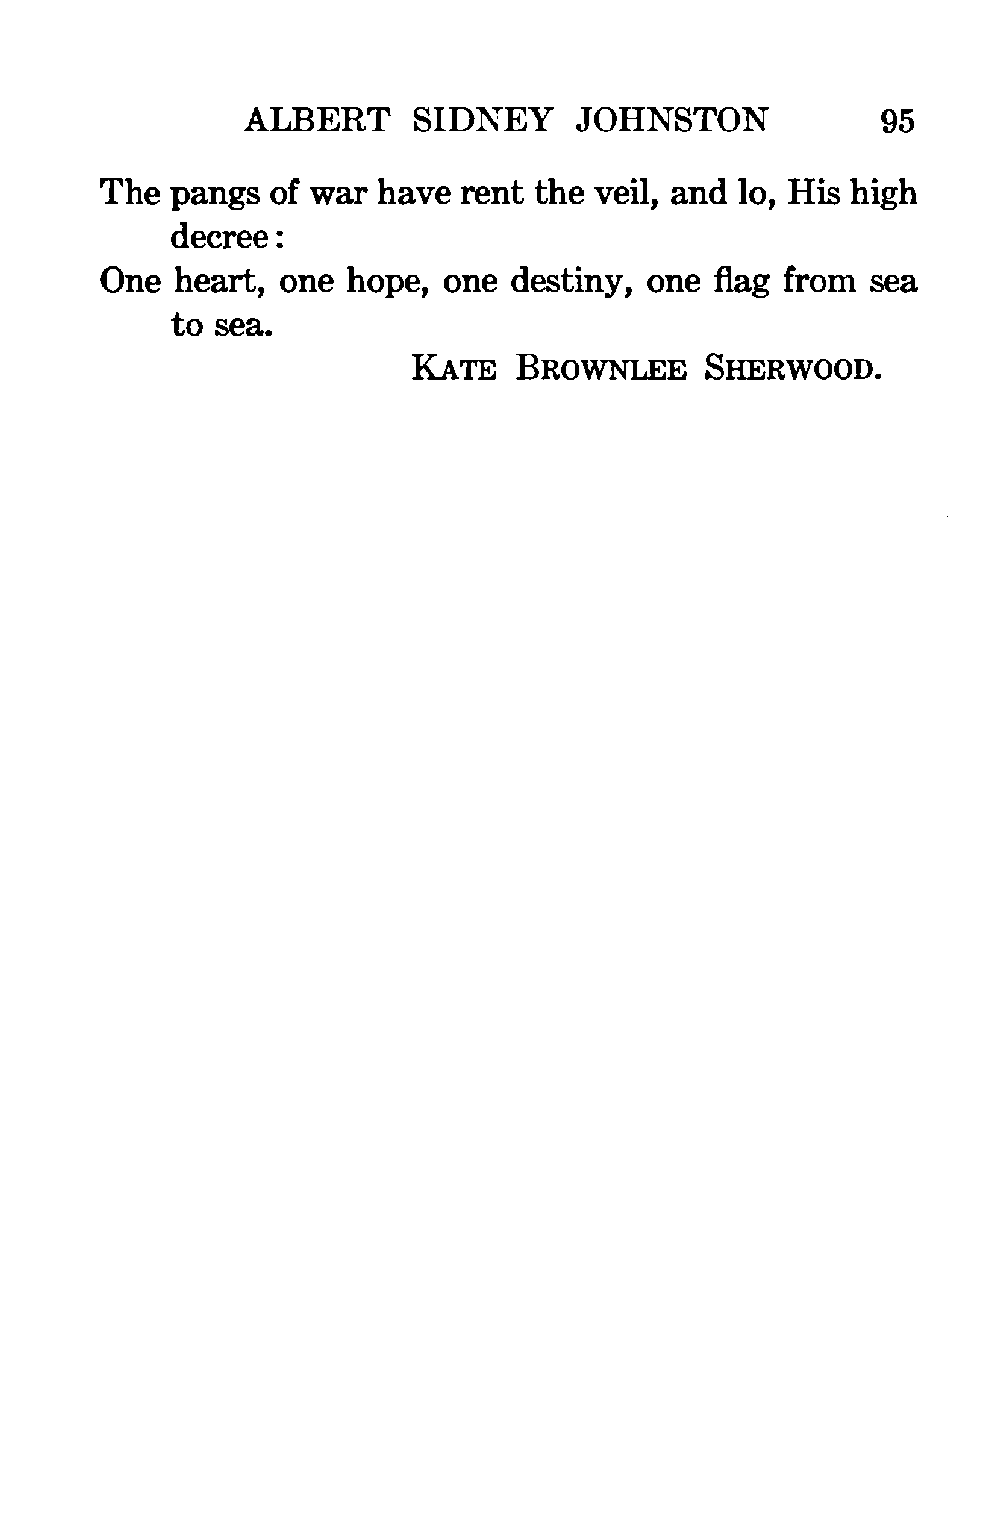 ALBERT SIDNEY JOHNSTON 95
The pangs of war have rent the veil, and lo, His high
decree:
One heart, one hope, one destiny, one flag from sea
to sea.
KATE BROWNLEE SHERWOOD.